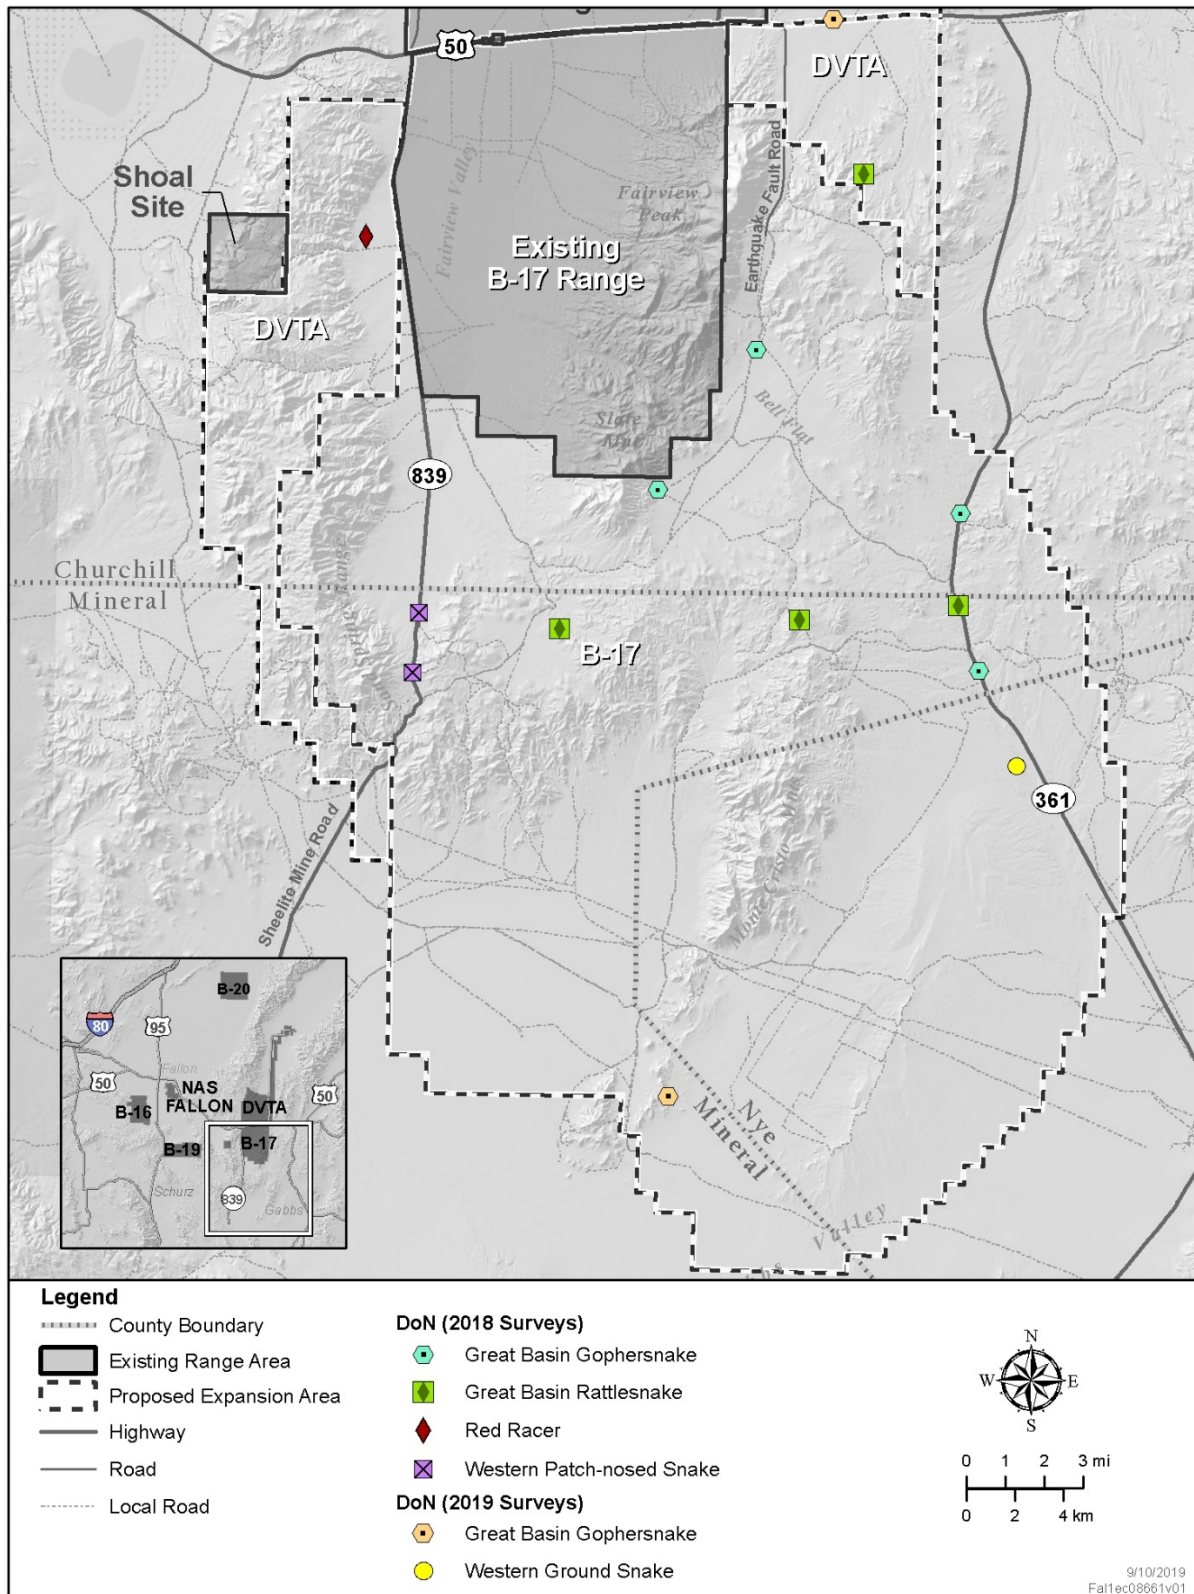 50
DVTA
Shoal
Site
Fairview Valley
Earthquake Fault Road
Fairview
Peak
Existing
B-17 Range
DVTA
Bell Flat
Slate
Mtn
839
Churchill
Mineral
B-17
361
Sheelite Mine Road
Monte Cristo Mtns
Nye
Mineral
Valley
B-20
80
95
Fallon
50
NAS
FALLON
DVTA
50
B-16
B-19
B-17
Schurz
839
Gabbs
Legend
County Boundary
Existing Range Area
Proposed Expansion Area
Highway
Road
Local Road
DoN (2018 Surveys)
Great Basin Gophersnake
Great Basin Rattlesnake
Red Racer
Western Patch-nosed Snake
DoN (2019 Surveys)
Great Basin Gophersnake
Western Ground Snake
N
W E
S
0 1 2 3 mi
0 2 4 km
9/10/2019
Fal1ec08661v01